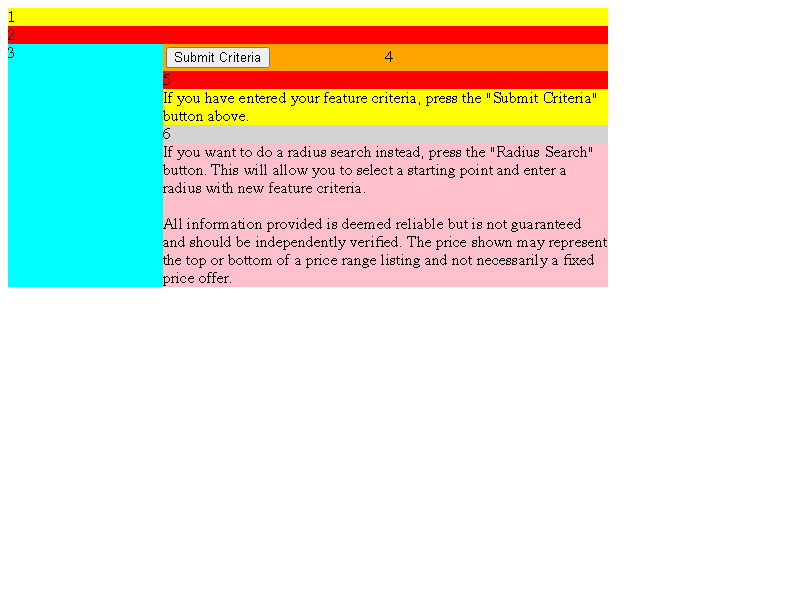 1
2
3
Submit Criteria 4
5
If you have entered your feature criteria, press the "Submit Criteria"
button above.
6
If you want to do a radius search instead, press the "Radius Search"
button. This will allow you to select a starting point and enter a
radius with new feature criteria.
All information provided is deemed reliable but is not guaranteed
and should be independently verified. The price shown may represent
the top or bottom of a price range listing and not necessarily a fixed
price offer.